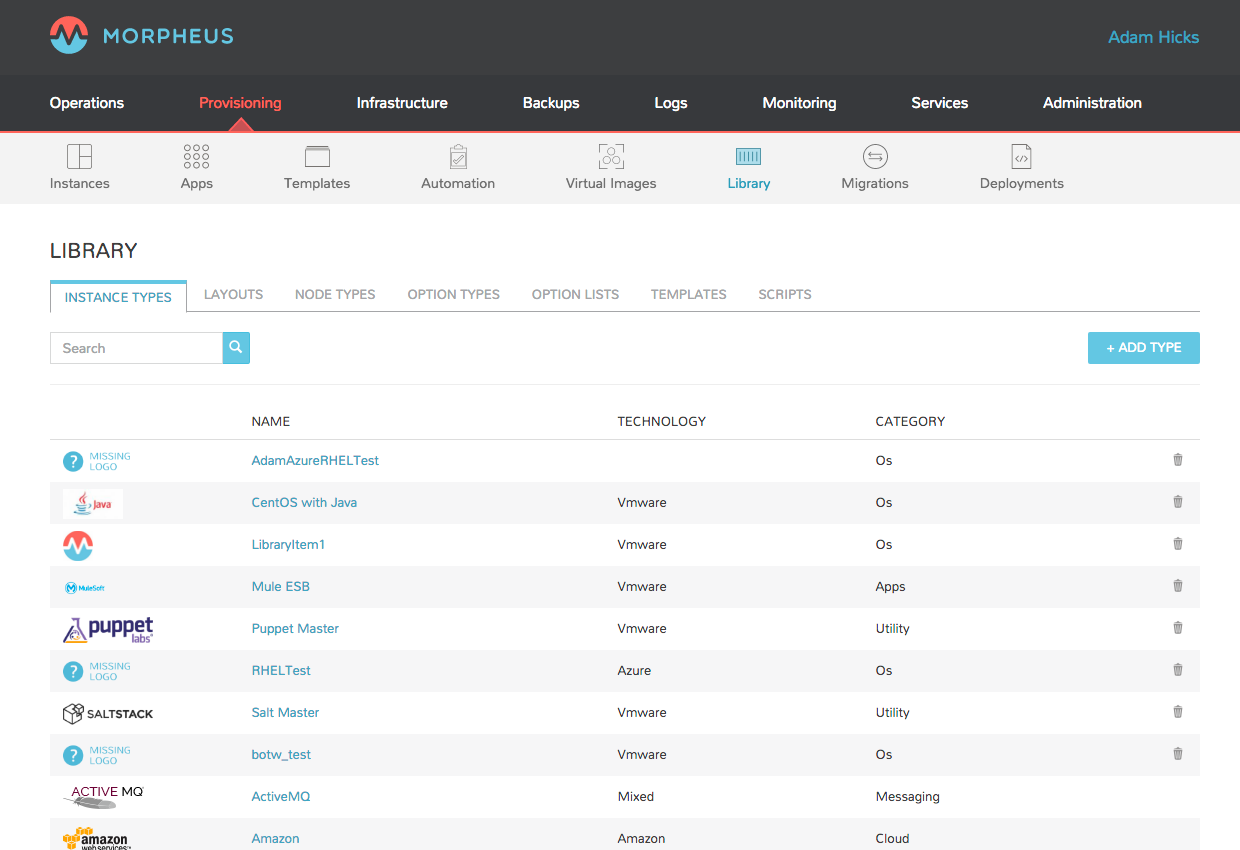 MORPHEUS
Adam Hicks
Operations Provisioning Infrastructure Backups Logs Monitoring Services Administration
Instances Apps Templates Automation Virtual Images Library Migrations Deployments
LIBRARY
INSTANCE TYPES LAYOUTS NODE TYPES OPTION TYPES OPTION LISTS TEMPLATES SCRIPTS
Search
+ ADD TYPE
NAME TECHNOLOGY CATEGORY
? MISSING LOGO AdamAzureRHELTest Os
Java CentOS with Java Vmware Os
LibraryItem1 Vmware Os
MuleSoft Mule ESB Vmware Apps
puppet labs Puppet Master Vmware Utility
? MISSING LOGO RHELTest Azure Os
SALTSTACK Salt Master Vmware Utility
? MISSING LOGO botw_test Vmware Os
ACTIVE MQ ActiveMQ Mixed Messaging
amazon webservices Amazon Amazon Cloud